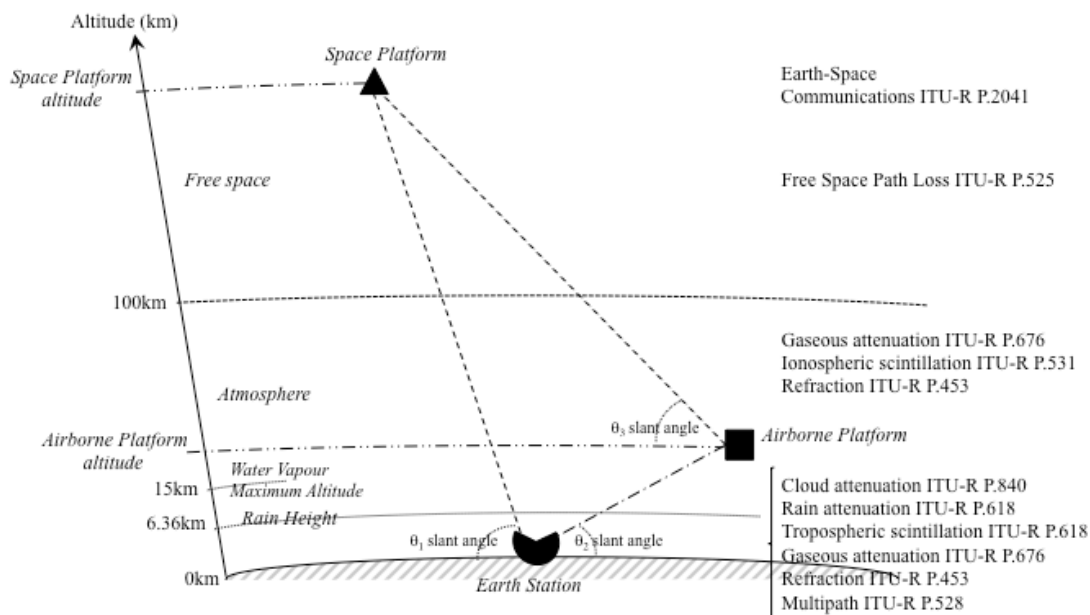 Altitude (km)
Space Platform
Space Platform
altitude
Earth-Space
Communications ITU-R P.2041
Free space
Free Space Path Loss ITU-R P.525
100km
Gaseous attenuation ITU-R P.676
Ionospheric scintillation ITU-R P.531
Refraction ITU-R P.453
Atmosphere
θ3 slant angle
Airborne Platform
Airborne Platform
altitude
Water Vapour
Maximum Altitude
15km
Cloud attenuation ITU-R P.840
Rain attenuation ITU-R P.618
Tropospheric scintillation ITU-R P.618
6.36km
Rain Height
θ1 slant angle
θ2 slant angle
Gaseous attenuation ITU-R P.676
Refraction ITU-R P.453
Multipath ITU-R P.528
0km
Earth Station